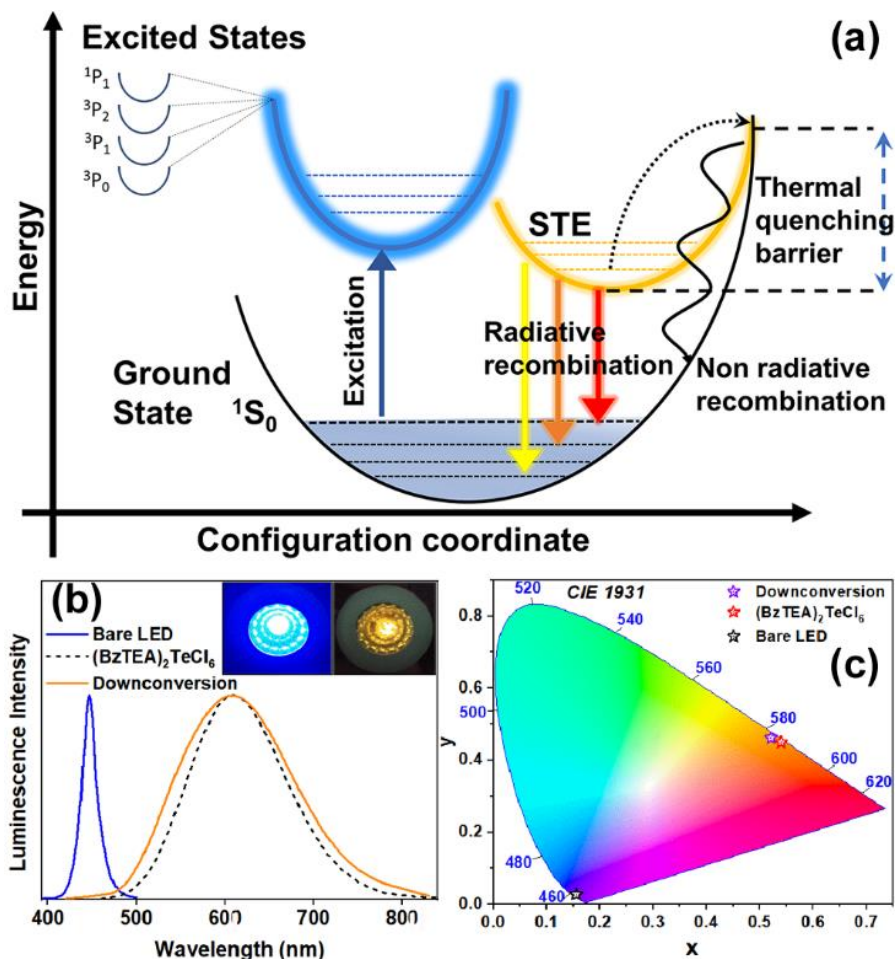 Excited States
(a)
¹P₁
³P₂
³P₁
³P₀
STE
Thermal
quenching
barrier
Energy
Excitation
Radiative
recombination
Ground
State
¹S₀
Non radiative
recombination
Configuration coordinate
(b)
Bare LED
(BzTEA)₂TeCl₆
Downconversion
Luminescence Intensity
400
500
600
700
800
Wavelength (nm)
CIE 1931
Downconversion
(BzTEA)₂TeCl₆
Bare LED
(c)
520
540
560
580
600
620
500
480
460
0.8
0.6
0.4
0.2
0.0
y
0.0
0.1
0.2
0.3
0.4
0.5
0.6
0.7
x